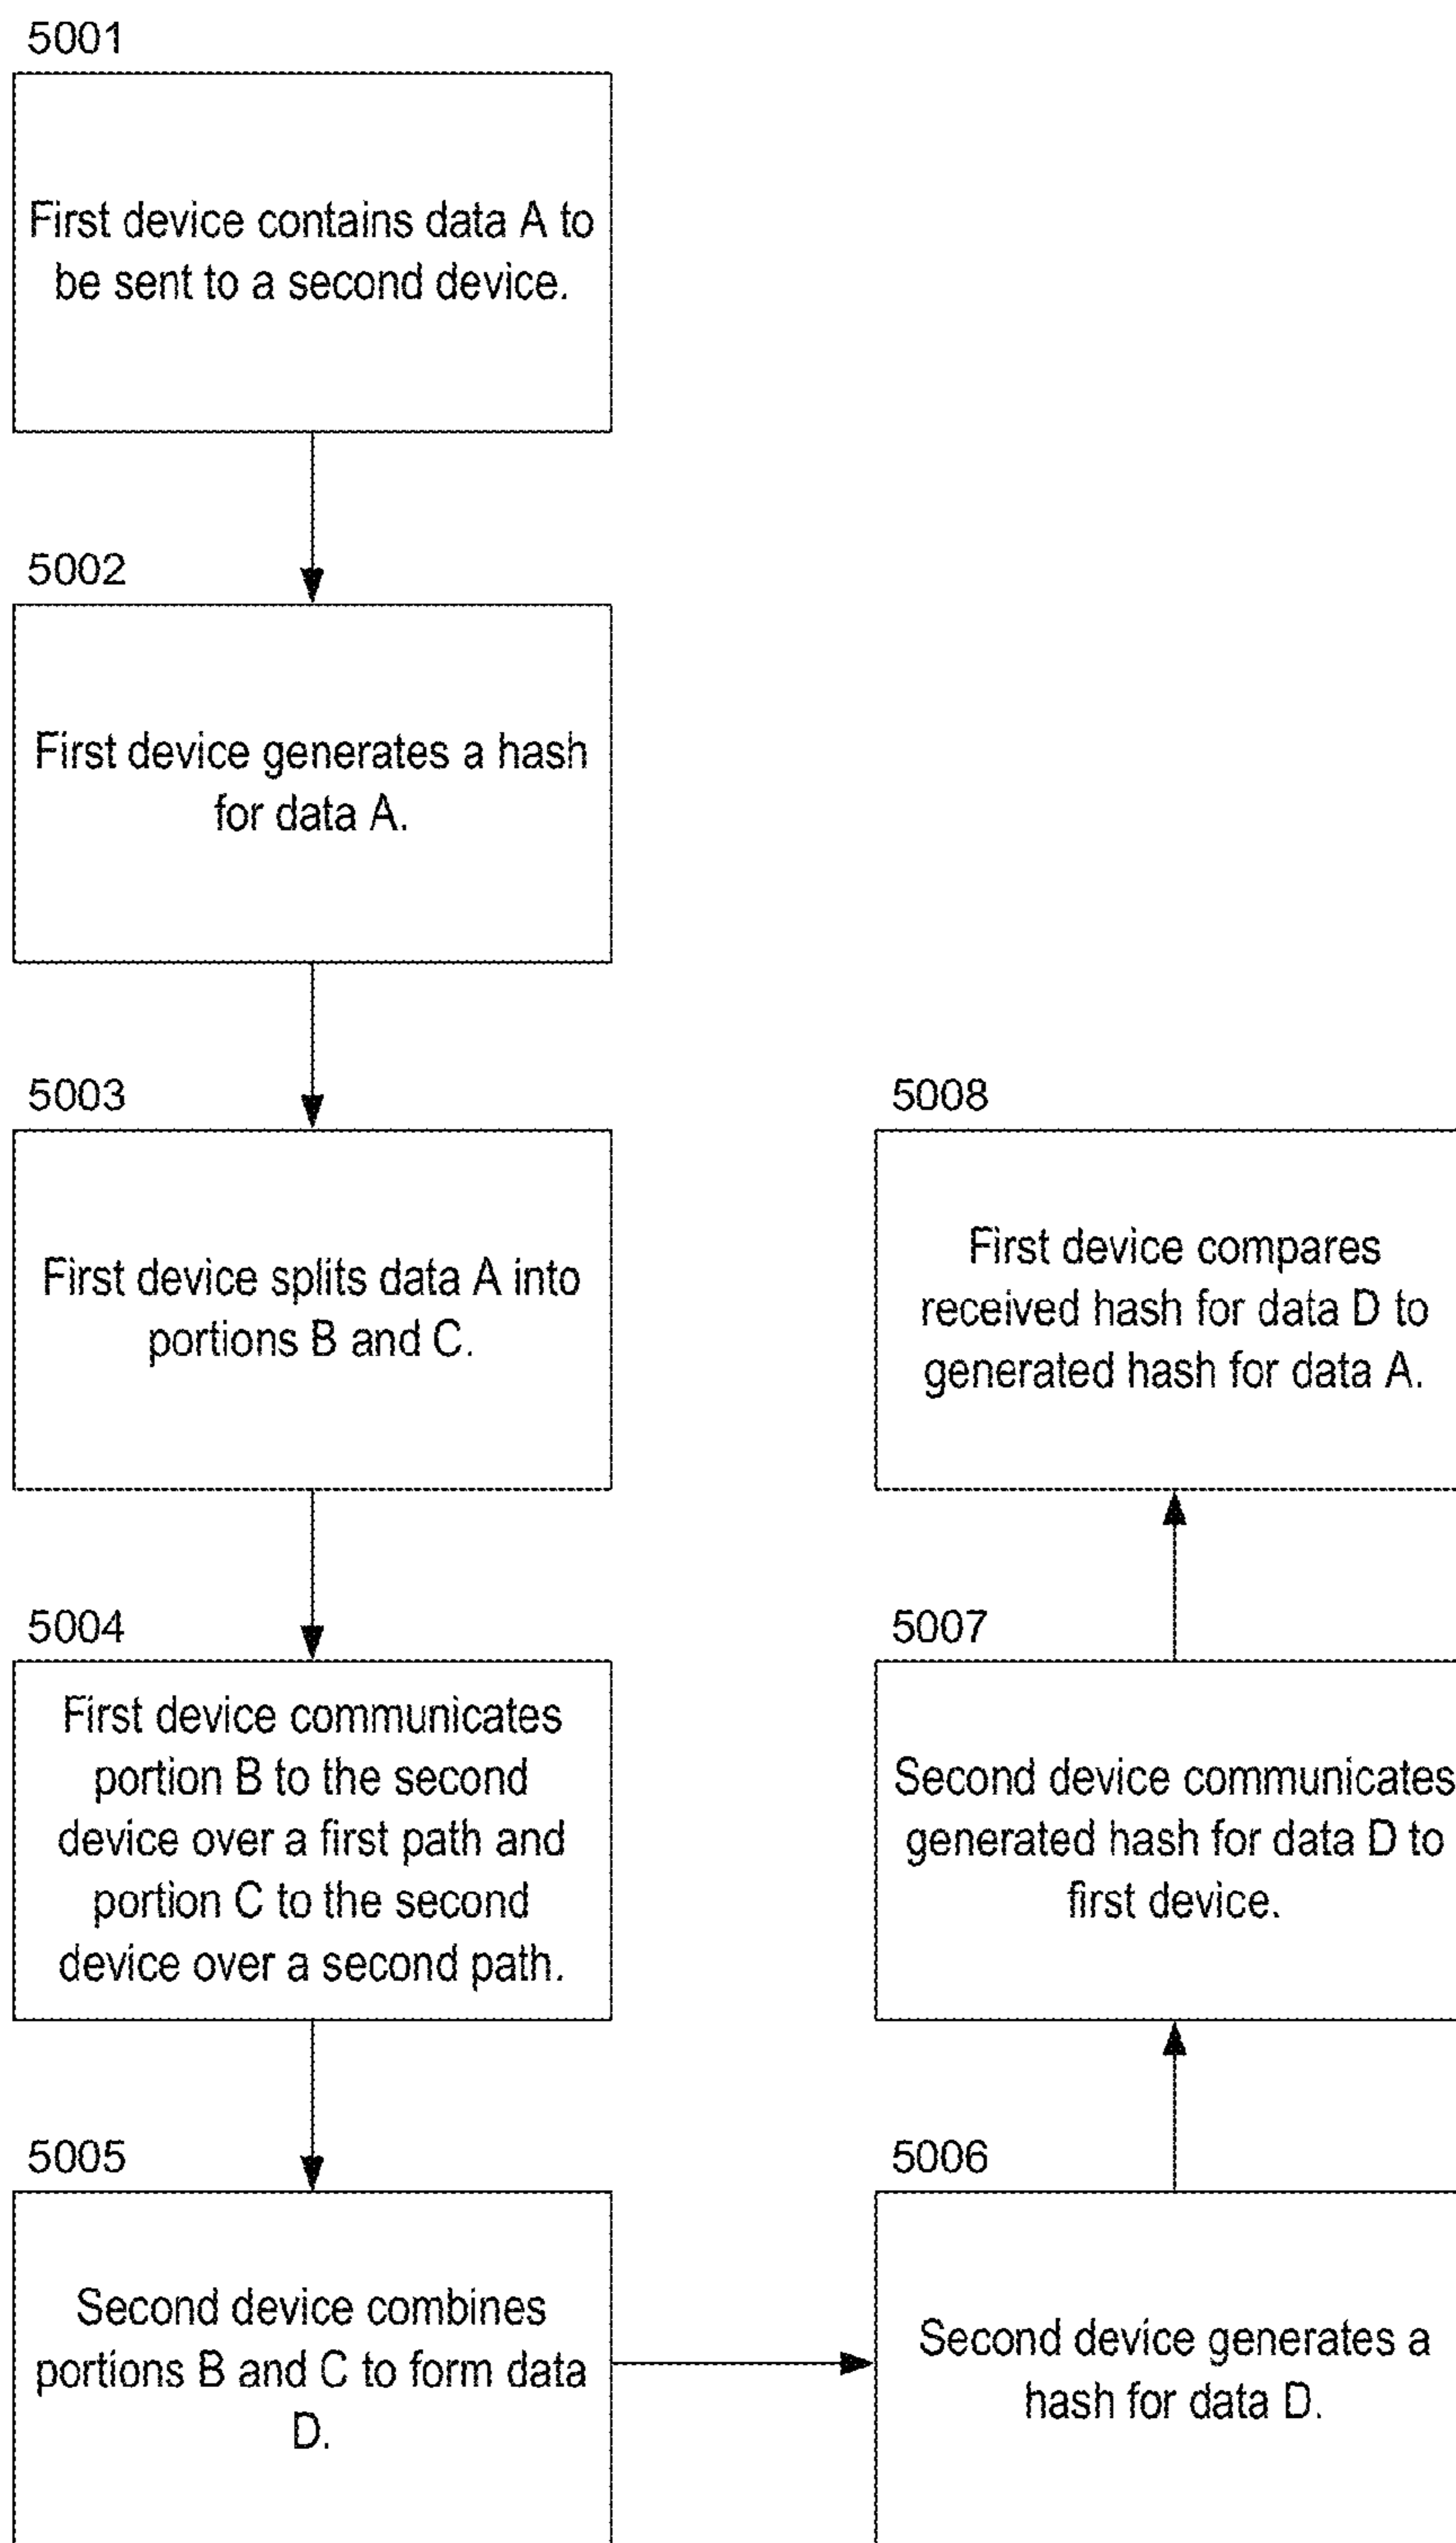 5001
First device contains data A to
be sent to a second device.
5002
First device generates a hash
for data A.
5003
First device splits data A into
portions B and C.
5004
First device communicates
portion B to the second
device over a first path and
portion C to the second
device over a second path.
5005
Second device combines
portions B and C to form data
D.
5006
Second device generates a
hash for data D.
5007
Second device communicates
generated hash for data D to
first device.
5008
First device compares
received hash for data D to
generated hash for data A.